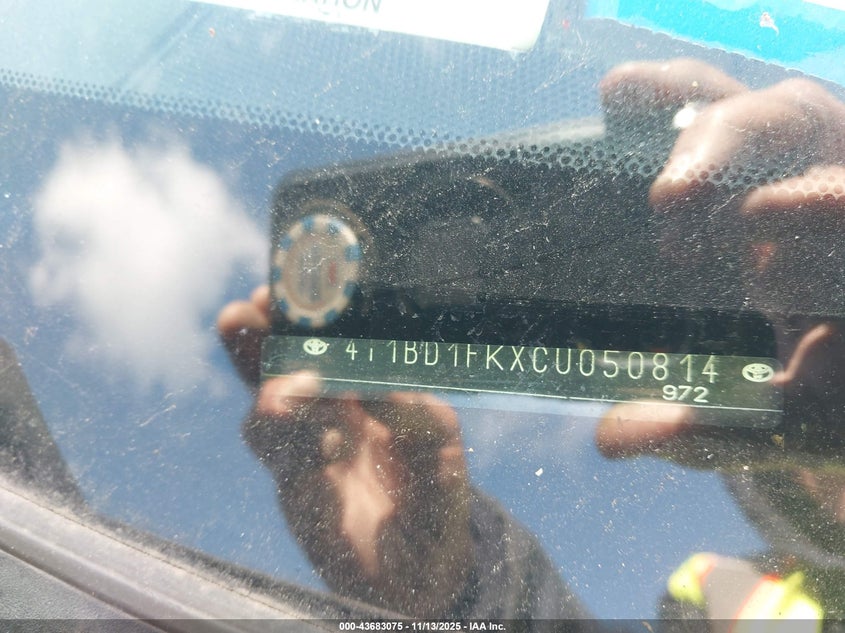 4T1BD1FKXCU050814
972
000-43683075 - 11/13/2025 - IAA Inc.